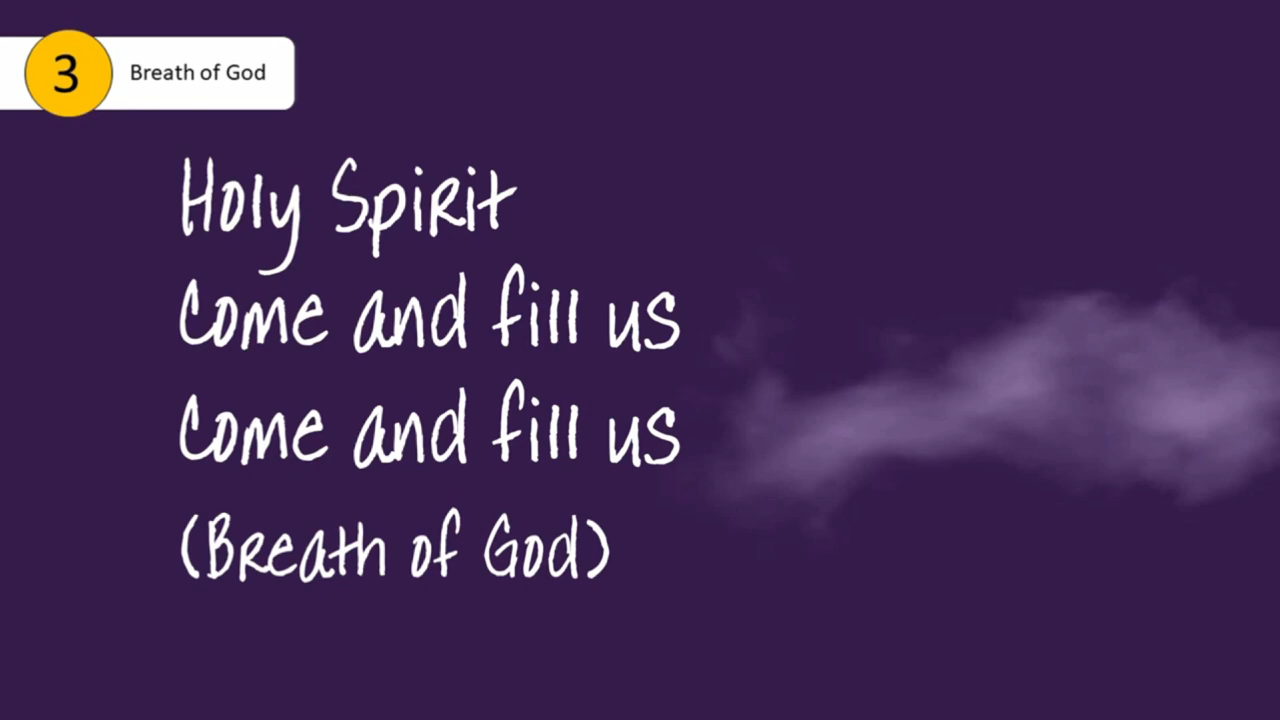 3
Breath of God
Holy Spirit
Come and fill us
Come and fill us
(Breath of God)